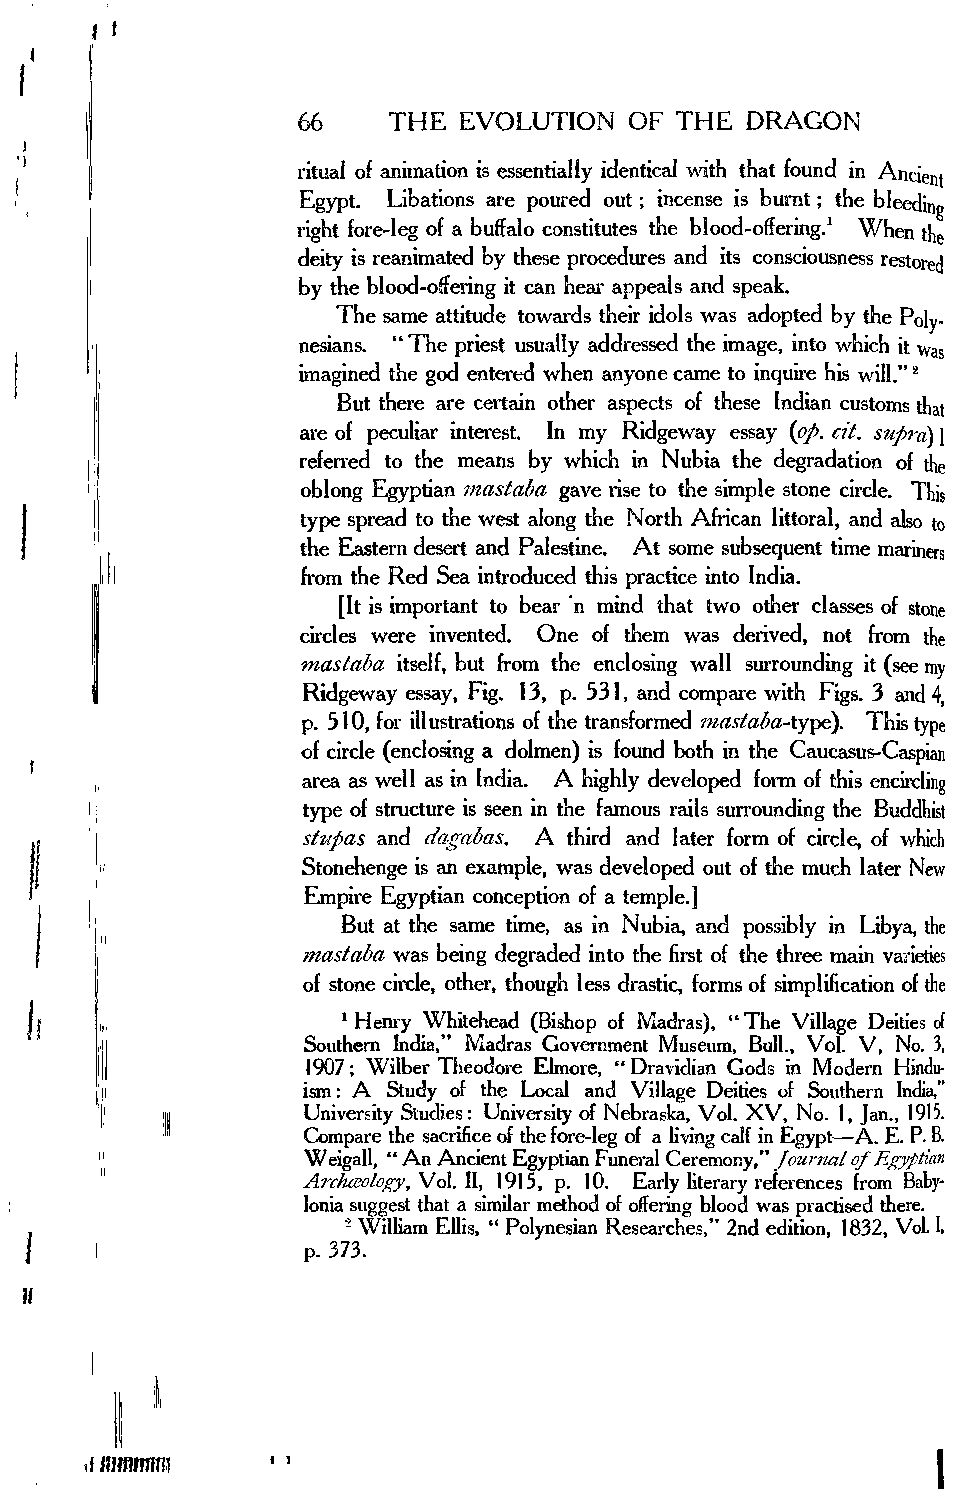 66 THE EVOLUTION OF THE DRAGON
ritual of animation is essentially identical with that found in Ancient
Egypt. Libations are poured out ; incense is burnt ; the bleeding
right fore-leg of a buffalo constitutes the blood-offering.¹ When the
deity is reanimated by these procedures and its consciousness restored
by the blood-offering it can hear appeals and speak.
The same attitude towards their idols was adopted by the Poly-
nesians. “The priest usually addressed the image, into which it was
imagined the god entered when anyone came to inquire his will.” ²
But there are certain other aspects of these Indian customs that
are of peculiar interest. In my Ridgeway essay (op. cit. supra) I
referred to the means by which in Nubia the degradation of the
oblong Egyptian mastaba gave rise to the simple stone circle. This
type spread to the west along the North African littoral, and also to
the Eastern desert and Palestine. At some subsequent time mariners
from the Red Sea introduced this practice into India.
[It is important to bear 'n mind that two other classes of stone
circles were invented. One of them was derived, not from the
mastaba itself, but from the enclosing wall surrounding it (see my
Ridgeway essay, Fig. 13, p. 531, and compare with Figs. 3 and 4,
p. 510, for illustrations of the transformed mastaba-type). This type
of circle (enclosing a dolmen) is found both in the Caucasus-Caspian
area as well as in India. A highly developed form of this encircling
type of structure is seen in the famous rails surrounding the Buddhist
stupas and dagabas. A third and later form of circle, of which
Stonehenge is an example, was developed out of the much later New
Empire Egyptian conception of a temple.]
But at the same time, as in Nubia, and possibly in Libya, the
mastaba was being degraded into the first of the three main varieties
of stone circle, other, though less drastic, forms of simplification of the
¹ Henry Whitehead (Bishop of Madras), “The Village Deities of
Southern India,” Madras Government Museum, Bull., Vol. V, No. 3,
1907 ; Wilber Theodore Elmore, “Dravidian Gods in Modern Hindu-
ism : A Study of the Local and Village Deities of Southern India,”
University Studies : University of Nebraska, Vol. XV, No. 1, Jan., 1915.
Compare the sacrifice of the fore-leg of a living calf in Egypt—A. E. P. B.
Weigall, “An Ancient Egyptian Funeral Ceremony,” Journal of Egyptian
Archæology, Vol. II, 1915, p. 10. Early literary references from Baby-
lonia suggest that a similar method of offering blood was practised there.
² William Ellis, “Polynesian Researches,” 2nd edition, 1832, Vol. I,
p. 373.